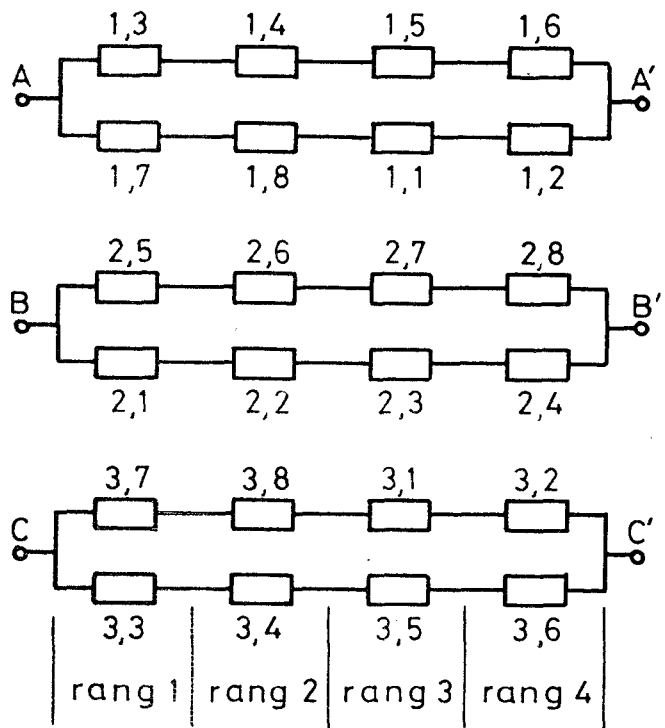 1,3 1,4 1,5 1,6
A A'
1,7 1,8 1,1 1,2
2,5 2,6 2,7 2,8
B B'
2,1 2,2 2,3 2,4
3,7 3,8 3,1 3,2
C C'
3,3 3,4 3,5 3,6
rang 1 rang 2 rang 3 rang 4